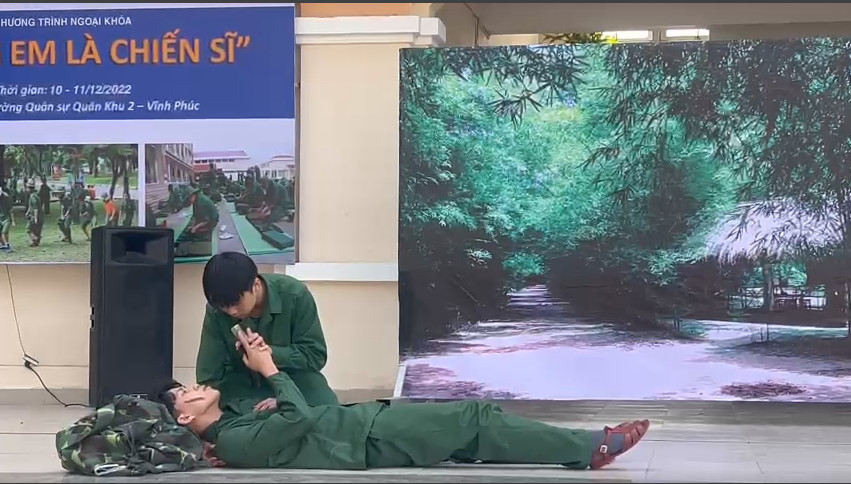 HƯƠNG TRÌNH NGOẠI KHÓA
EM LÀ CHIẾN SĨ”
hời gian: 10 - 11/12/2022
ường Quân sự Quân Khu 2 – Vĩnh Phúc